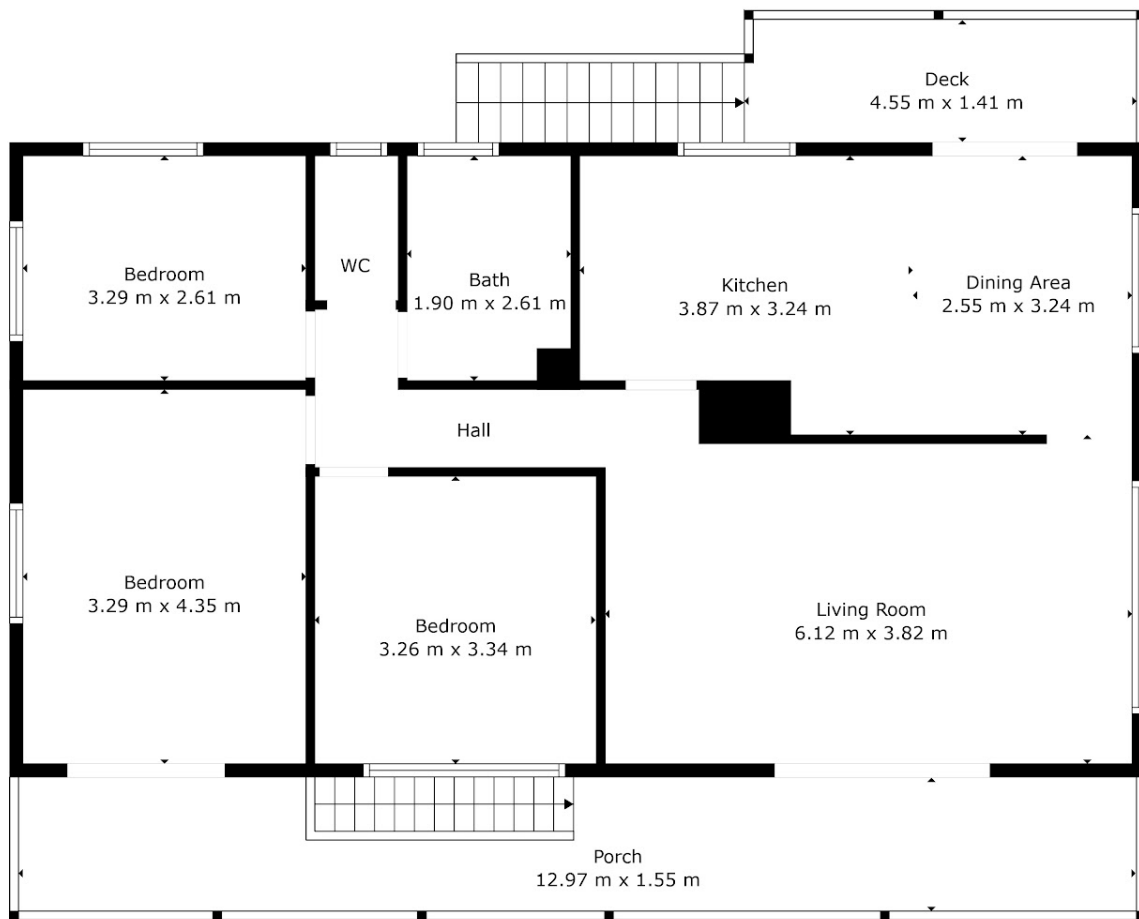 Deck
4.55 m x 1.41 m
Bedroom
3.29 m x 2.61 m
WC
Bath
1.90 m x 2.61 m
Kitchen
3.87 m x 3.24 m
Dining Area
2.55 m x 3.24 m
Hall
Bedroom
3.29 m x 4.35 m
Bedroom
3.26 m x 3.34 m
Living Room
6.12 m x 3.82 m
Porch
12.97 m x 1.55 m